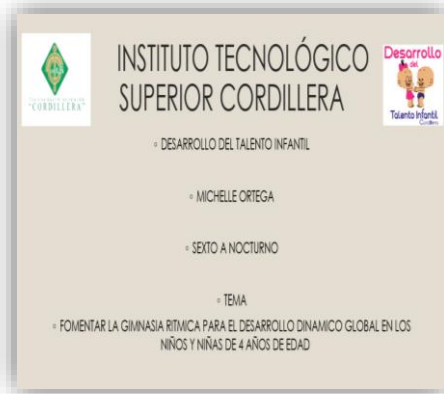 INSTITUTO TECNOLÓGICO
SUPERIOR CORDILLERA
Desarrollo
del
Talento Infantil
"CORDILLERA"
▫ DESARROLLO DEL TALENTO INFANTIL
▫ MICHELLE ORTEGA
▫ SEXTO A NOCTURNO
▫ TEMA
▫ FOMENTAR LA GIMNASIA RITMICA PARA EL DESARROLLO DINAMICO GLOBAL EN LOS
NIÑOS Y NIÑAS DE 4 AÑOS DE EDAD